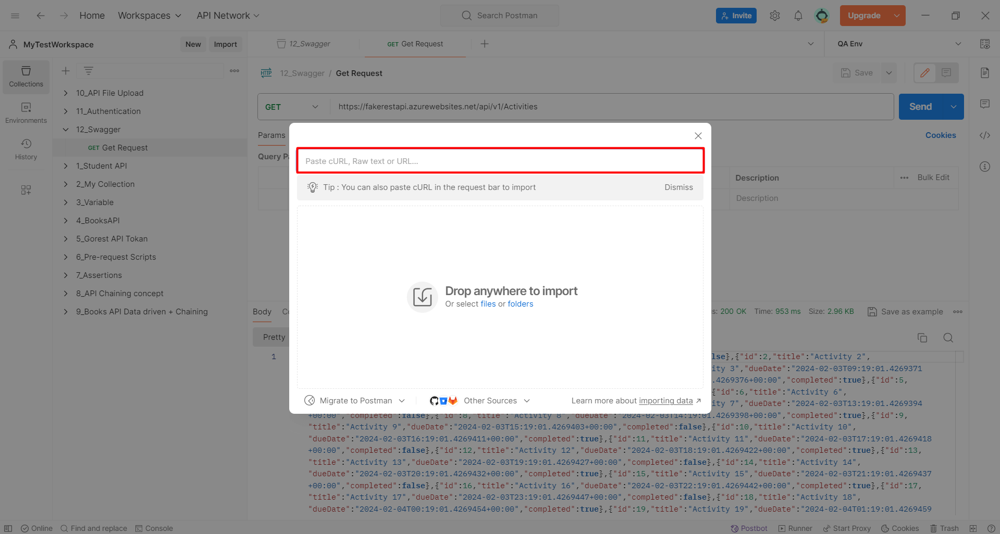 Home Workspaces API Network Search Postman Invite Upgrade
MyTestWorkspace New Import 12_Swagger GET Get Request QA Env
Collections
Environments
History
10_API File Upload
11_Authentication
12_Swagger
GET Get Request
1_Student API
2_My Collection
3_Variable
4_BooksAPI
5_Gorest API Tokan
6_Pre-request Scripts
7_Assertions
8_API Chaining concept
9_Books API Data driven + Chaining
HTTP 12_Swagger / Get Request Save
GET https://fakerestapi.azurewebsites.net/api/v1/Activities Send
Params Cookies
Query
Description Bulk Edit
Description
Paste cURL, Raw text or URL...
Tip : You can also paste cURL in the request bar to import Dismiss
Drop anywhere to import
Or select files or folders
Migrate to Postman Other Sources Learn more about importing data
Body 200 OK Time: 953 ms Size: 2.96 KB Save as example
Pretty
1 lse},{"id":2,"title":"Activity 2",
ity 3","dueDate":"2024-02-03T09:19:01.4269371
.4269376+00:00","completed":true},{"id":5,
{"id":6,"title":"Activity 6",
ity 7","dueDate":"2024-02-03T13:19:01.4269394
+00:00","completed":false},{"id":8,"title":"Activity 8","dueDate":"2024-02-03T14:19:01.4269398+00:00","completed":true},{"id":9,
"title":"Activity 9","dueDate":"2024-02-03T15:19:01.4269403+00:00","completed":false},{"id":10,"title":"Activity 10",
"dueDate":"2024-02-03T16:19:01.4269411+00:00","completed":true},{"id":11,"title":"Activity 11","dueDate":"2024-02-03T17:19:01.4269418
+00:00","completed":false},{"id":12,"title":"Activity 12","dueDate":"2024-02-03T18:19:01.4269422+00:00","completed":true},{"id":13,
"title":"Activity 13","dueDate":"2024-02-03T19:19:01.4269427+00:00","completed":false},{"id":14,"title":"Activity 14",
"dueDate":"2024-02-03T20:19:01.4269432+00:00","completed":true},{"id":15,"title":"Activity 15","dueDate":"2024-02-03T21:19:01.4269437
+00:00","completed":false},{"id":16,"title":"Activity 16","dueDate":"2024-02-03T22:19:01.4269442+00:00","completed":true},{"id":17,
"title":"Activity 17","dueDate":"2024-02-03T23:19:01.4269447+00:00","completed":false},{"id":18,"title":"Activity 18",
"dueDate":"2024-02-04T00:19:01.4269454+00:00","completed":true},{"id":19,"title":"Activity 19","dueDate":"2024-02-04T01:19:01.4269459
Online Find and replace Console Postbot Runner Start Proxy Cookies Trash